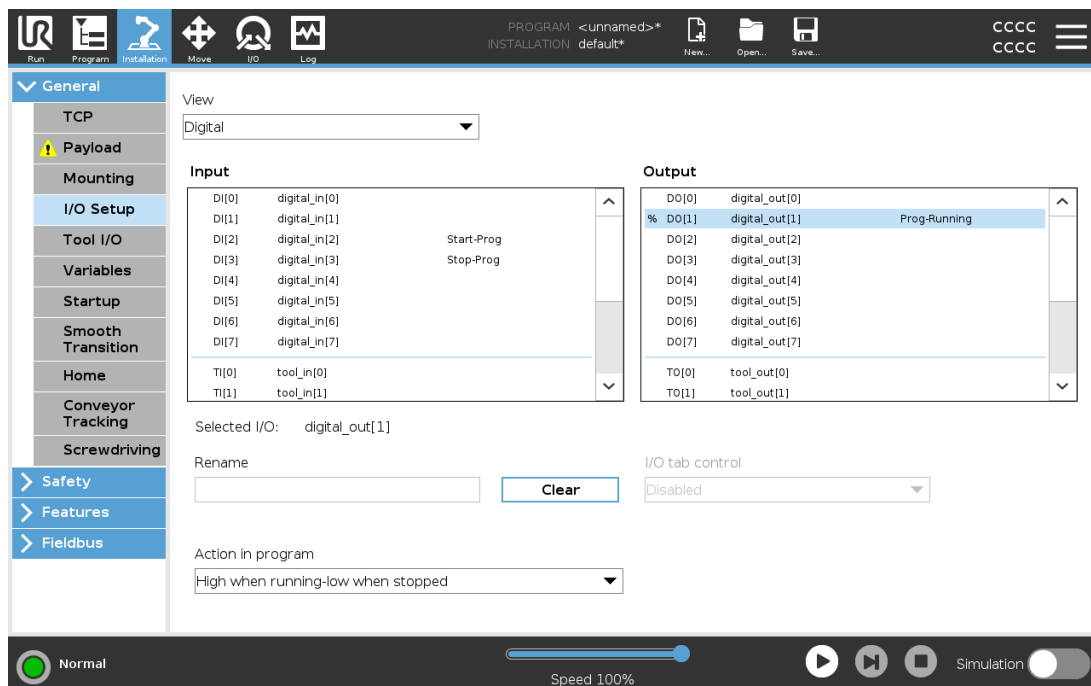 PROGRAM <unnamed>*
INSTALLATION default*
CCCC
CCCC
Run Program Installation Move I/O Log New... Open... Save...
General
TCP
Payload
Mounting
I/O Setup
Tool I/O
Variables
Startup
Smooth
Transition
Home
Conveyor
Tracking
Screwdriving
Safety
Features
Fieldbus
View
Digital
Input
DI[0] digital_in[0]
DI[1] digital_in[1]
DI[2] digital_in[2] Start-Prog
DI[3] digital_in[3] Stop-Prog
DI[4] digital_in[4]
DI[5] digital_in[5]
DI[6] digital_in[6]
DI[7] digital_in[7]
TI[0] tool_in[0]
TI[1] tool_in[1]
Output
DO[0] digital_out[0]
% DO[1] digital_out[1] Prog-Running
DO[2] digital_out[2]
DO[3] digital_out[3]
DO[4] digital_out[4]
DO[5] digital_out[5]
DO[6] digital_out[6]
DO[7] digital_out[7]
TO[0] tool_out[0]
TO[1] tool_out[1]
Selected I/O: digital_out[1]
Rename
Clear
I/O tab control
Disabled
Action in program
High when running-low when stopped
Normal
Speed 100%
Simulation